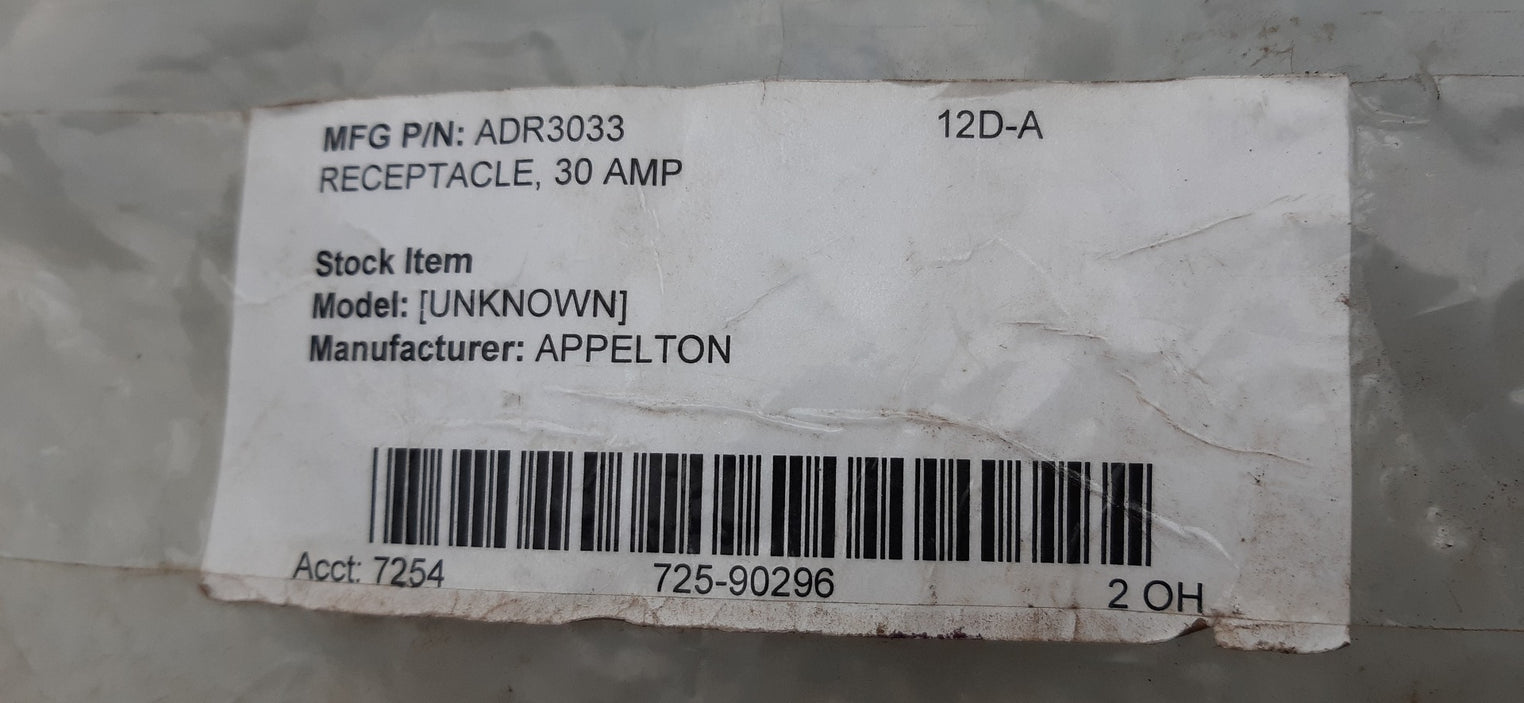 MFG P/N: ADR3033 12D-A
RECEPTACLE, 30 AMP
Stock Item
Model: [UNKNOWN]
Manufacturer: APPELTON
Acct: 7254 725-90296 2 OH